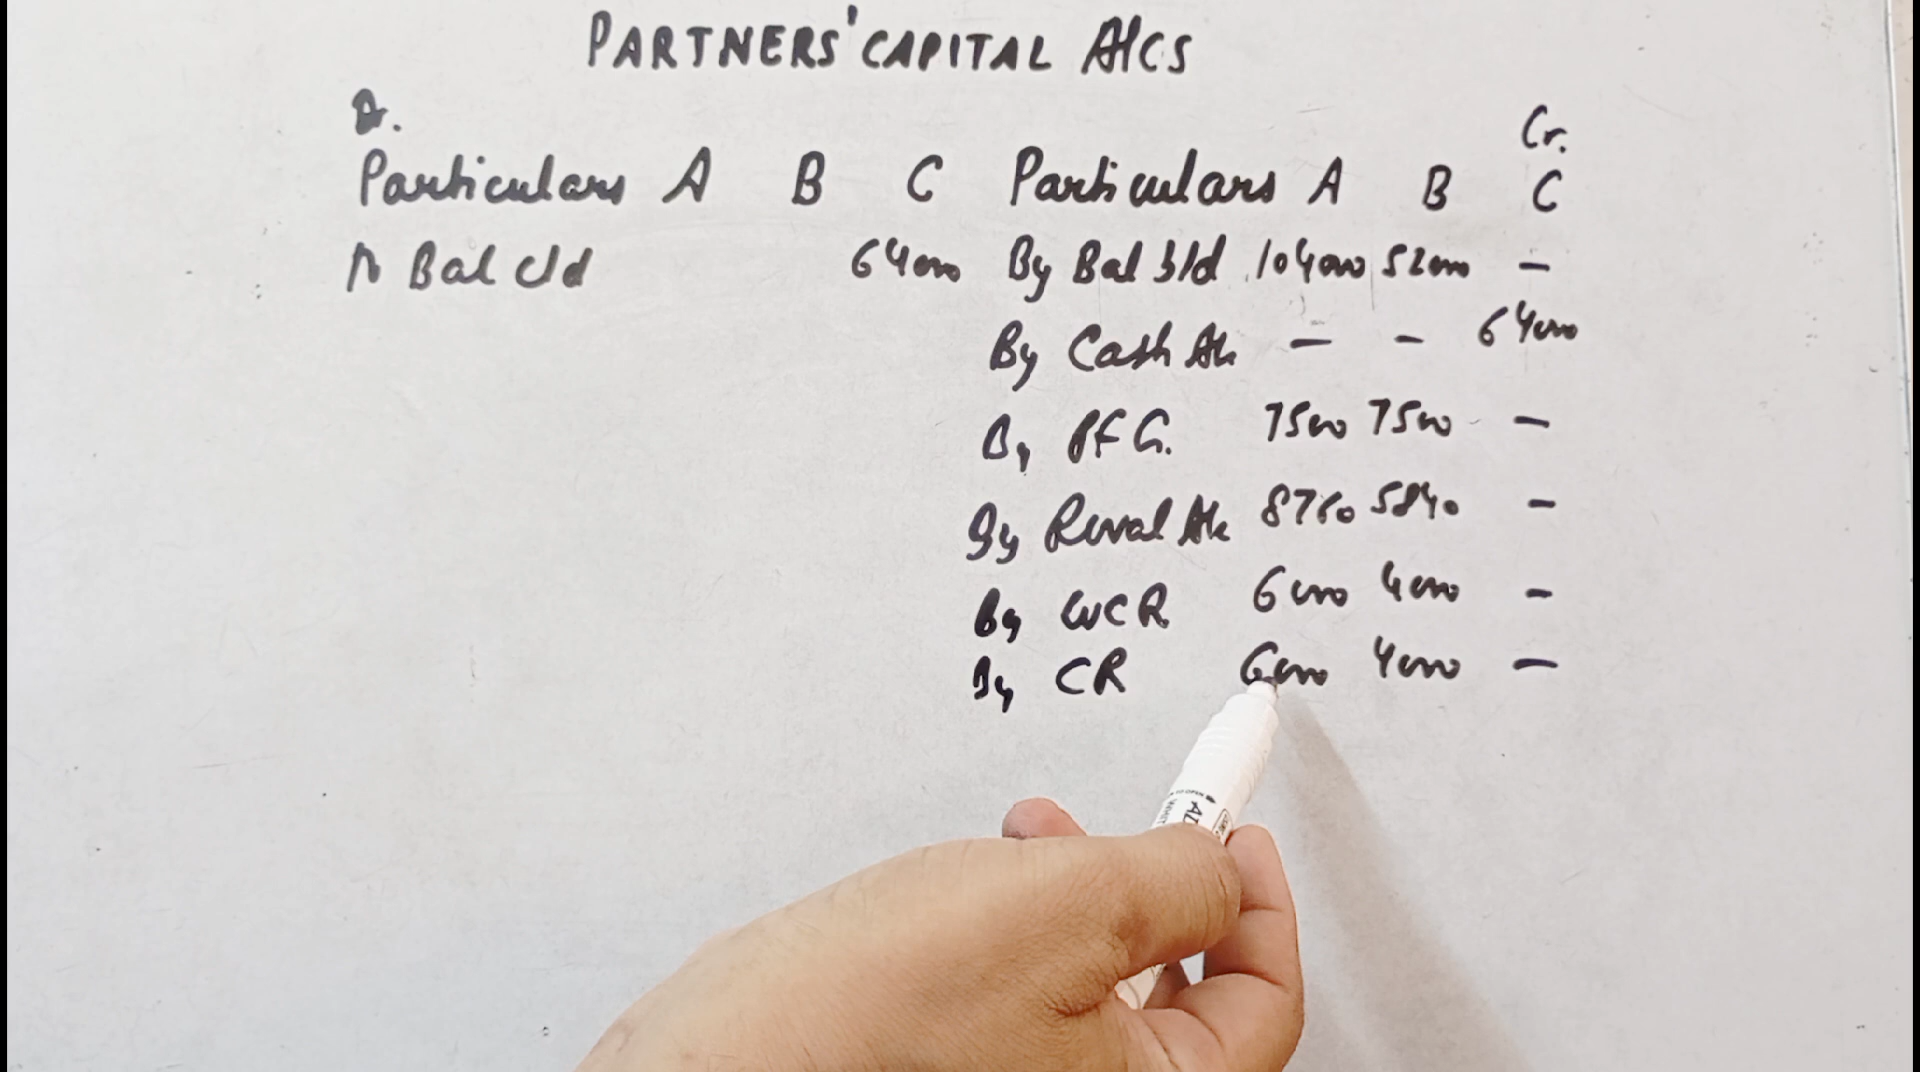 PARTNERS' CAPITAL A/CS
Dr. Cr.
Particulars A B C Particulars A B C
To Bal c/d 64000 By Bal b/d 104000 52000 -
By Cash A/c - - 64000
By PFG. 7500 7500 -
By Reval A/c 8760 5840 -
By WCR 6000 4000 -
By CR 6000 4000 -